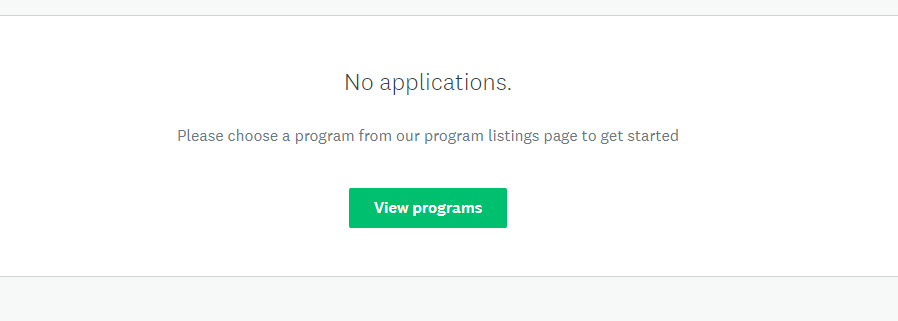 No applications.
Please choose a program from our program listings page to get started
View programs